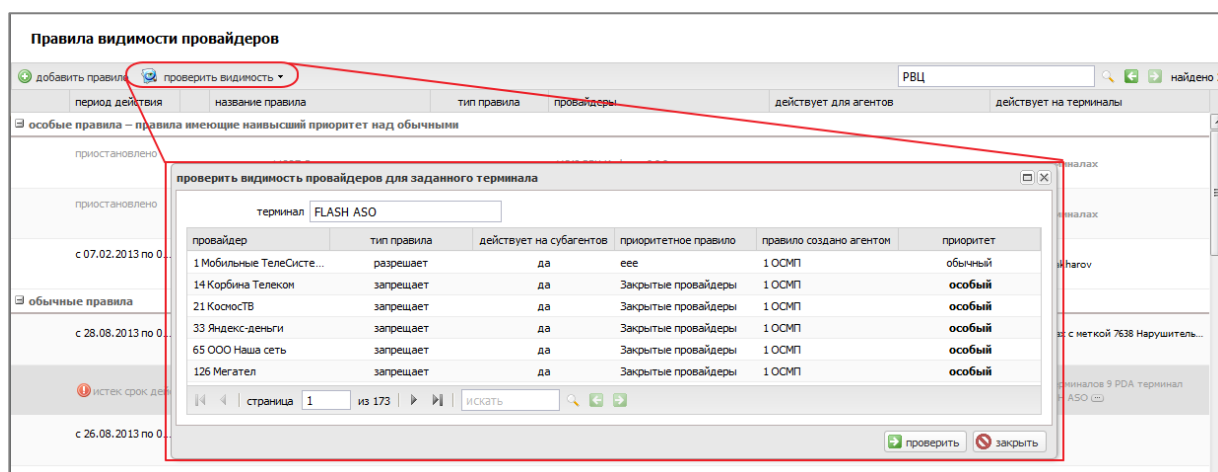 Правила видимости провайдеров
добавить правило проверить видимость РВЦ найдено
период действия название правила тип правила провайдеры действует для агентов действует на терминалы
особые правила – правила имеющие наивысший приоритет над обычными
приостановлено
проверить видимость провайдеров для заданного терминала
приостановлено
терминал FLASH ASO
провайдер тип правила действует на субагентов приоритетное правило правило создано агентом приоритет
с 07.02.2013 по 0...
1 Мобильные ТелеСисте... разрешает да eee 1 ОСМП обычный
14 Корбина Телеком запрещает да Закрытые провайдеры 1 ОСМП особый
обычные правила
21 КосмосТВ запрещает да Закрытые провайдеры 1 ОСМП особый
с 28.08.2013 по 0...
33 Яндекс-деньги запрещает да Закрытые провайдеры 1 ОСМП особый
с меткой 7638 Нарушитель...
65 ООО Наша сеть запрещает да Закрытые провайдеры 1 ОСМП особый
126 Мегател запрещает да Закрытые провайдеры 1 ОСМП особый
истек срок
9 PDA терминал
ASO
страница 1 из 173 искать
с 26.08.2013 по 0...
проверить закрыть